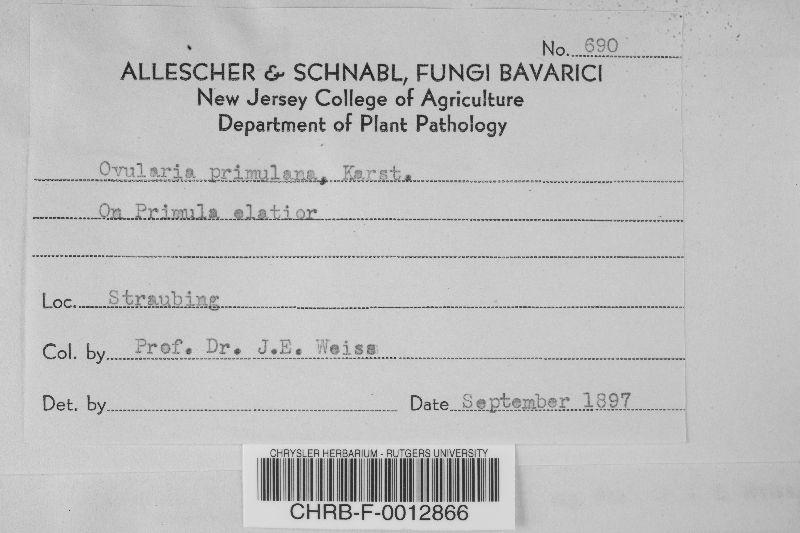 No. 690
ALLESCHER & SCHNABL, FUNGI BAVARICI
New Jersey College of Agriculture
Department of Plant Pathology
Ovularia primulana, Karst.
On Primula elatior
Loc. Straubing
Col. by Prof. Dr. J.E. Weiss
Det. by
Date September 1897
CHRYSLER HERBARIUM - RUTGERS UNIVERSITY
CHRB-F-0012866